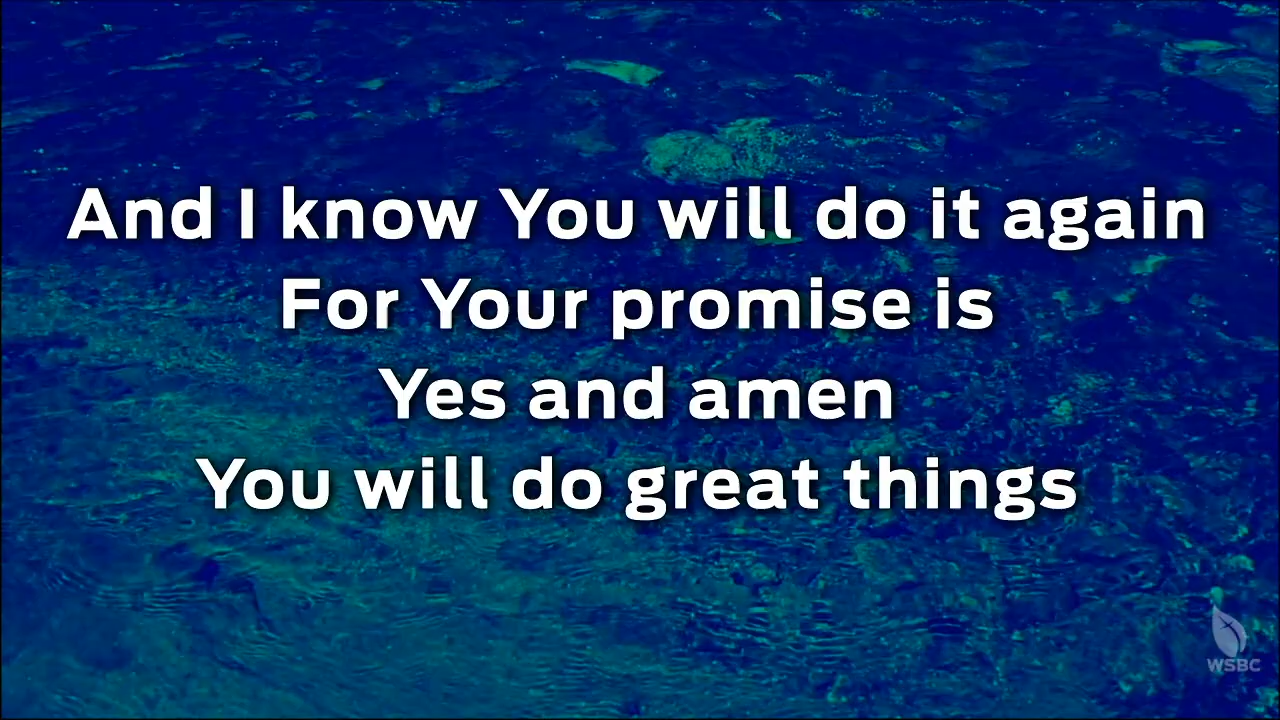 And I know You will do it again
For Your promise is
Yes and amen
You will do great things
WSBC